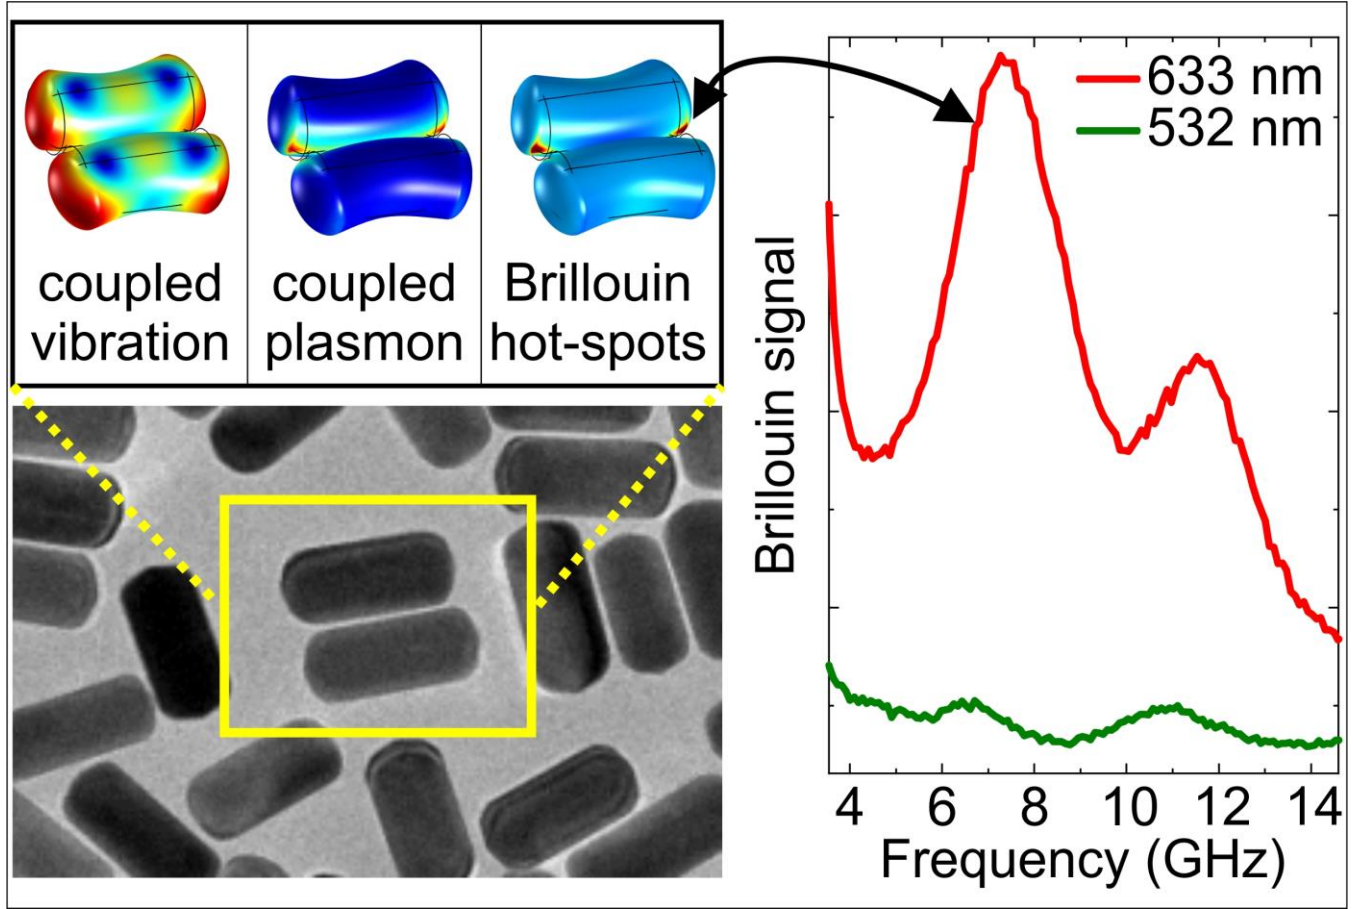 coupled
vibration
coupled
plasmon
Brillouin
hot-spots
633 nm
532 nm
Brillouin signal
4 6 8 10 12 14
Frequency (GHz)